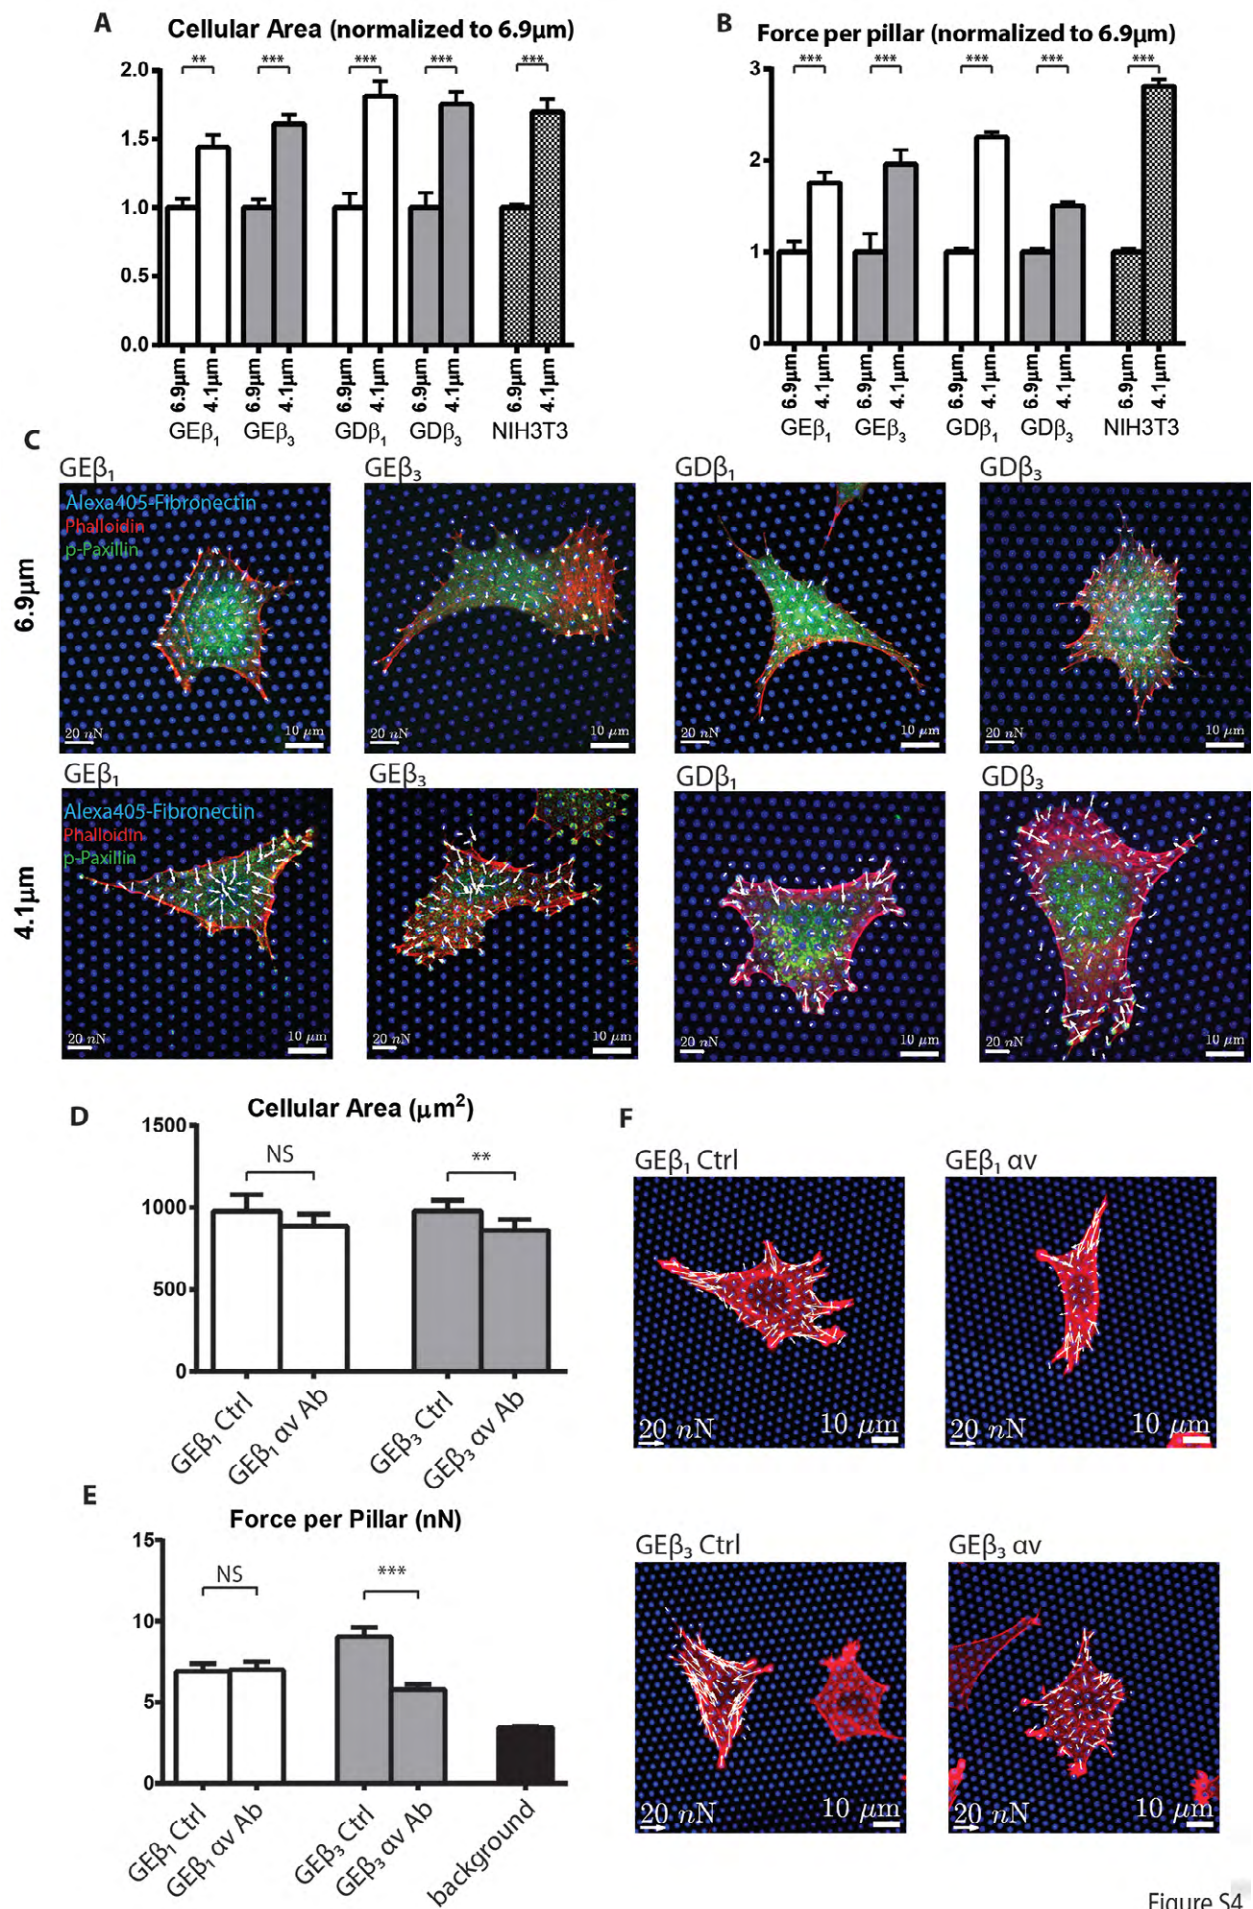 A
Cellular Area (normalized to 6.9μm)
** *** *** *** ***
2.0
1.5
1.0
0.5
0.0
6.9μm 4.1μm 6.9μm 4.1μm 6.9μm 4.1μm 6.9μm 4.1μm 6.9μm 4.1μm
GEβ₁ GEβ₃ GDβ₁ GDβ₃ NIH3T3
B
Force per pillar (normalized to 6.9μm)
*** *** *** *** ***
3
2
1
0
6.9μm 4.1μm 6.9μm 4.1μm 6.9μm 4.1μm 6.9μm 4.1μm 6.9μm 4.1μm
GEβ₁ GEβ₃ GDβ₁ GDβ₃ NIH3T3
C
6.9μm
GEβ₁
Alexa405-Fibronectin
Phalloidin
p-Paxillin
20 nN 10 μm
GEβ₃
20 nN 10 μm
GDβ₁
20 nN 10 μm
GDβ₃
20 nN 10 μm
4.1μm
GEβ₁
Alexa405-Fibronectin
Phalloidin
p-Paxillin
20 nN 10 μm
GEβ₃
20 nN 10 μm
GDβ₁
20 nN 10 μm
GDβ₃
20 nN 10 μm
D
Cellular Area (μm²)
1500
1000
500
0
NS **
GEβ₁ Ctrl
GEβ₁ αv Ab
GEβ₃ Ctrl
GEβ₃ αv Ab
E
Force per Pillar (nN)
15
10
5
0
NS ***
GEβ₁ Ctrl
GEβ₁ αv Ab
GEβ₃ Ctrl
GEβ₃ αv Ab
background
F
GEβ₁ Ctrl
20 nN 10 μm
GEβ₁ αv
20 nN 10 μm
GEβ₃ Ctrl
20 nN 10 μm
GEβ₃ αv
20 nN 10 μm
Figure S4